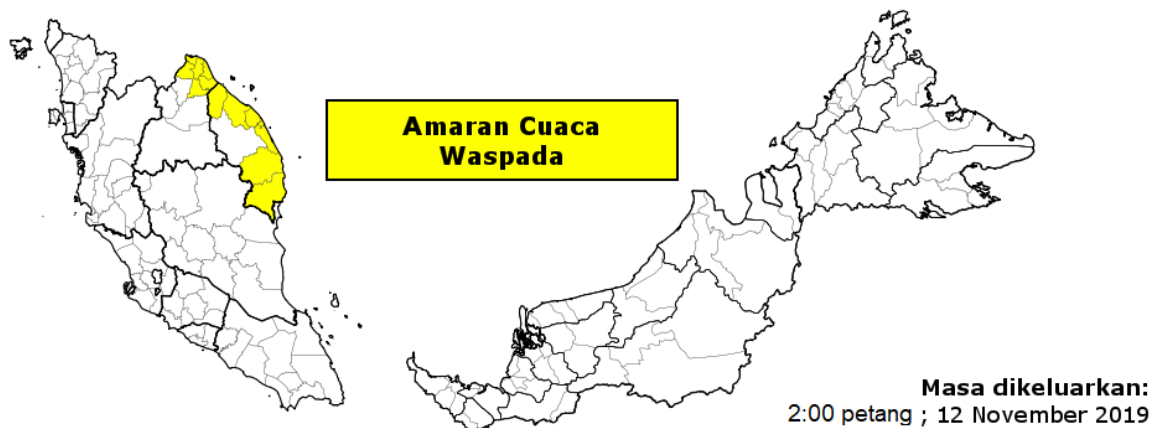 Amaran Cuaca
Waspada
Masa dikeluarkan:
2:00 petang ; 12 November 2019